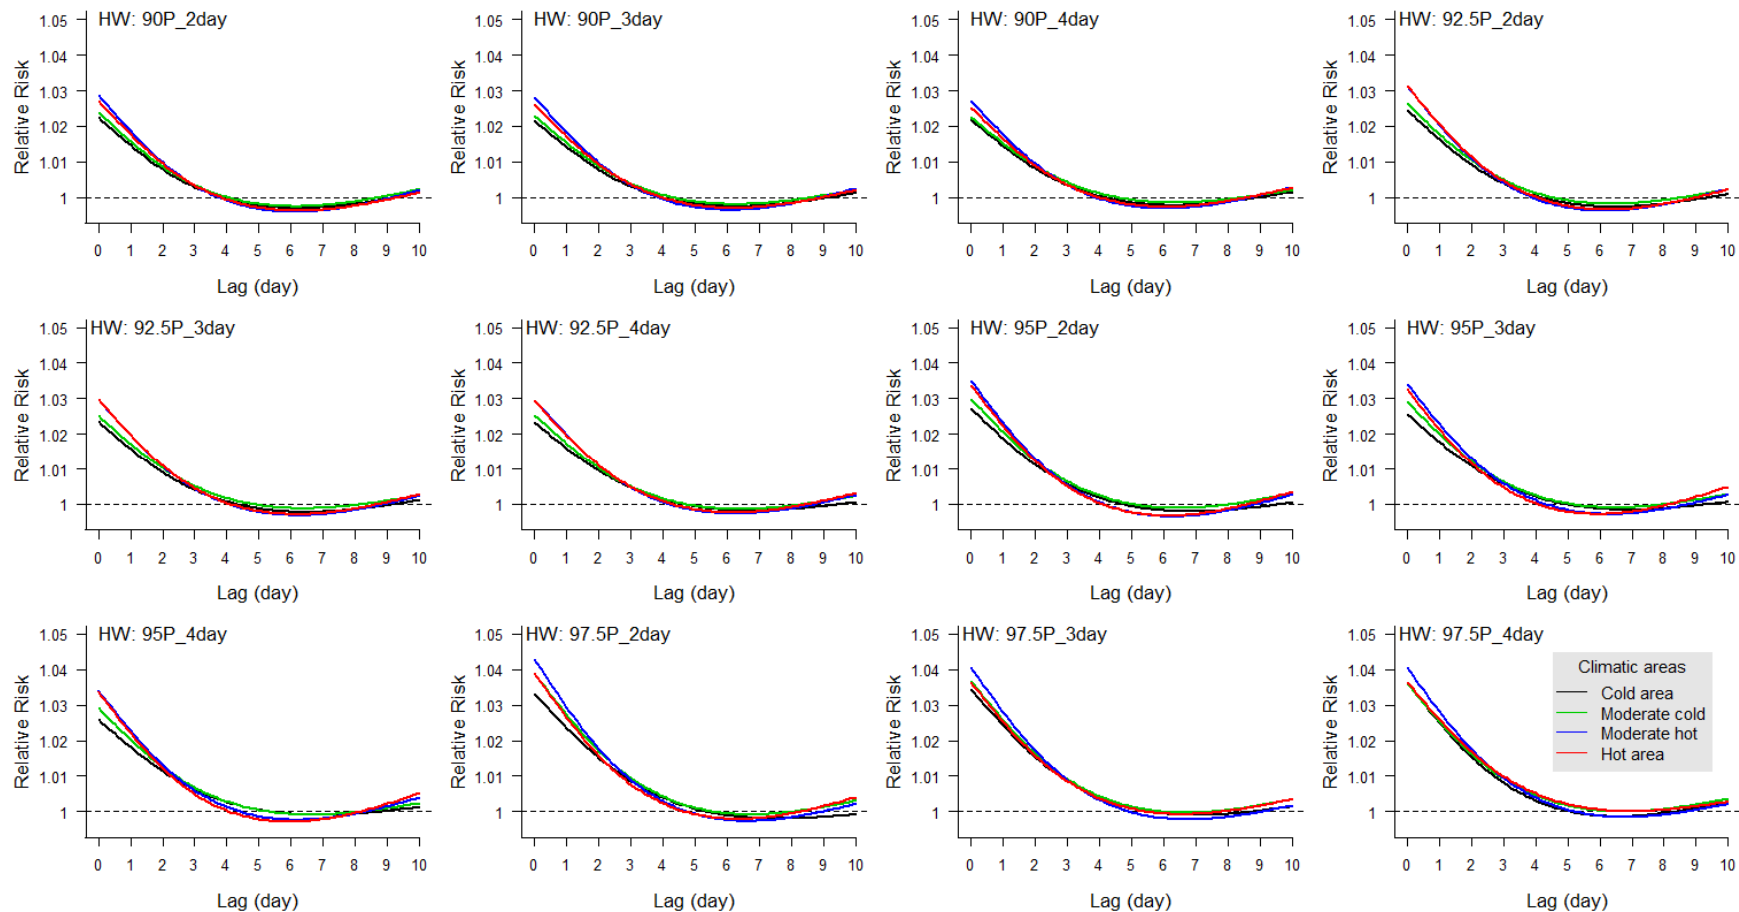 HW: 90P_2day
1.05
1.04
1.03
1.02
1.01
1
Relative Risk
0 1 2 3 4 5 6 7 8 9 10
Lag (day)
HW: 90P_3day
1.05
1.04
1.03
1.02
1.01
1
Relative Risk
0 1 2 3 4 5 6 7 8 9 10
Lag (day)
HW: 90P_4day
1.05
1.04
1.03
1.02
1.01
1
Relative Risk
0 1 2 3 4 5 6 7 8 9 10
Lag (day)
HW: 92.5P_2day
1.05
1.04
1.03
1.02
1.01
1
Relative Risk
0 1 2 3 4 5 6 7 8 9 10
Lag (day)
HW: 92.5P_3day
1.05
1.04
1.03
1.02
1.01
1
Relative Risk
0 1 2 3 4 5 6 7 8 9 10
Lag (day)
HW: 92.5P_4day
1.05
1.04
1.03
1.02
1.01
1
Relative Risk
0 1 2 3 4 5 6 7 8 9 10
Lag (day)
HW: 95P_2day
1.05
1.04
1.03
1.02
1.01
1
Relative Risk
0 1 2 3 4 5 6 7 8 9 10
Lag (day)
HW: 95P_3day
1.05
1.04
1.03
1.02
1.01
1
Relative Risk
0 1 2 3 4 5 6 7 8 9 10
Lag (day)
HW: 95P_4day
1.05
1.04
1.03
1.02
1.01
1
Relative Risk
0 1 2 3 4 5 6 7 8 9 10
Lag (day)
HW: 97.5P_2day
1.05
1.04
1.03
1.02
1.01
1
Relative Risk
0 1 2 3 4 5 6 7 8 9 10
Lag (day)
HW: 97.5P_3day
1.05
1.04
1.03
1.02
1.01
1
Relative Risk
0 1 2 3 4 5 6 7 8 9 10
Lag (day)
HW: 97.5P_4day
1.05
1.04
1.03
1.02
1.01
1
Relative Risk
0 1 2 3 4 5 6 7 8 9 10
Lag (day)
Climatic areas
Cold area
Moderate cold
Moderate hot
Hot area